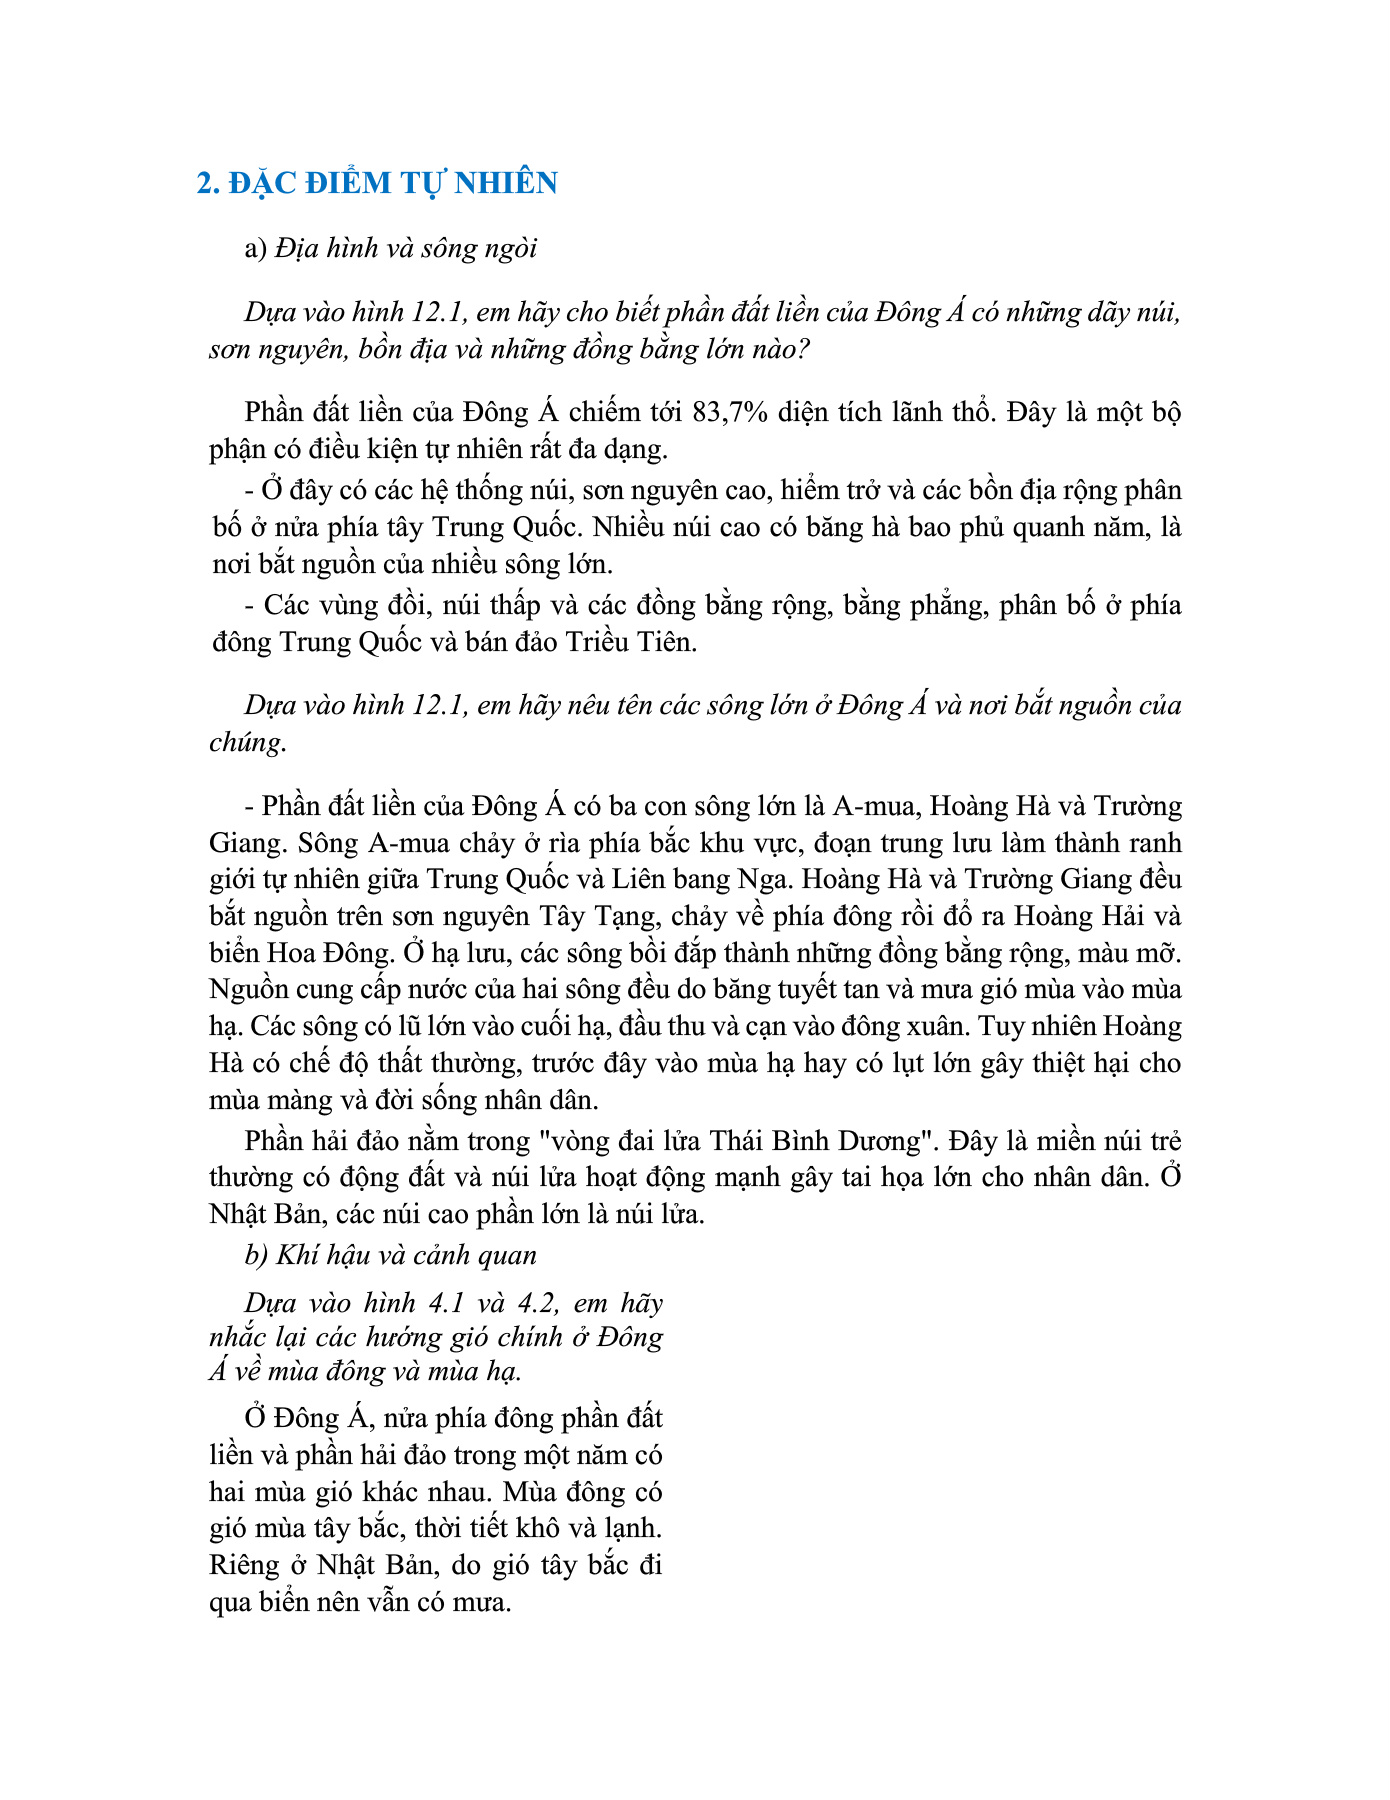 2. ĐẶC ĐIỂM TỰ NHIÊN
a) Địa hình và sông ngòi
Dựa vào hình 12.1, em hãy cho biết phần đất liền của Đông Á có những dãy núi,
sơn nguyên, bồn địa và những đồng bằng lớn nào?
Phần đất liền của Đông Á chiếm tới 83,7% diện tích lãnh thổ. Đây là một bộ
phận có điều kiện tự nhiên rất đa dạng.
- Ở đây có các hệ thống núi, sơn nguyên cao, hiểm trở và các bồn địa rộng phân
bố ở nửa phía tây Trung Quốc. Nhiều núi cao có băng hà bao phủ quanh năm, là
nơi bắt nguồn của nhiều sông lớn.
- Các vùng đồi, núi thấp và các đồng bằng rộng, bằng phẳng, phân bố ở phía
đông Trung Quốc và bán đảo Triều Tiên.
Dựa vào hình 12.1, em hãy nêu tên các sông lớn ở Đông Á và nơi bắt nguồn của
chúng.
- Phần đất liền của Đông Á có ba con sông lớn là A-mua, Hoàng Hà và Trường
Giang. Sông A-mua chảy ở rìa phía bắc khu vực, đoạn trung lưu làm thành ranh
giới tự nhiên giữa Trung Quốc và Liên bang Nga. Hoàng Hà và Trường Giang đều
bắt nguồn trên sơn nguyên Tây Tạng, chảy về phía đông rồi đổ ra Hoàng Hải và
biển Hoa Đông. Ở hạ lưu, các sông bồi đắp thành những đồng bằng rộng, màu mỡ.
Nguồn cung cấp nước của hai sông đều do băng tuyết tan và mưa gió mùa vào mùa
hạ. Các sông có lũ lớn vào cuối hạ, đầu thu và cạn vào đông xuân. Tuy nhiên Hoàng
Hà có chế độ thất thường, trước đây vào mùa hạ hay có lụt lớn gây thiệt hại cho
mùa màng và đời sống nhân dân.
Phần hải đảo nằm trong "vòng đai lửa Thái Bình Dương". Đây là miền núi trẻ
thường có động đất và núi lửa hoạt động mạnh gây tai họa lớn cho nhân dân. Ở
Nhật Bản, các núi cao phần lớn là núi lửa.
b) Khí hậu và cảnh quan
Dựa vào hình 4.1 và 4.2, em hãy
nhắc lại các hướng gió chính ở Đông
Á về mùa đông và mùa hạ.
Ở Đông Á, nửa phía đông phần đất
liền và phần hải đảo trong một năm có
hai mùa gió khác nhau. Mùa đông có
gió mùa tây bắc, thời tiết khô và lạnh.
Riêng ở Nhật Bản, do gió tây bắc đi
qua biển nên vẫn có mưa.